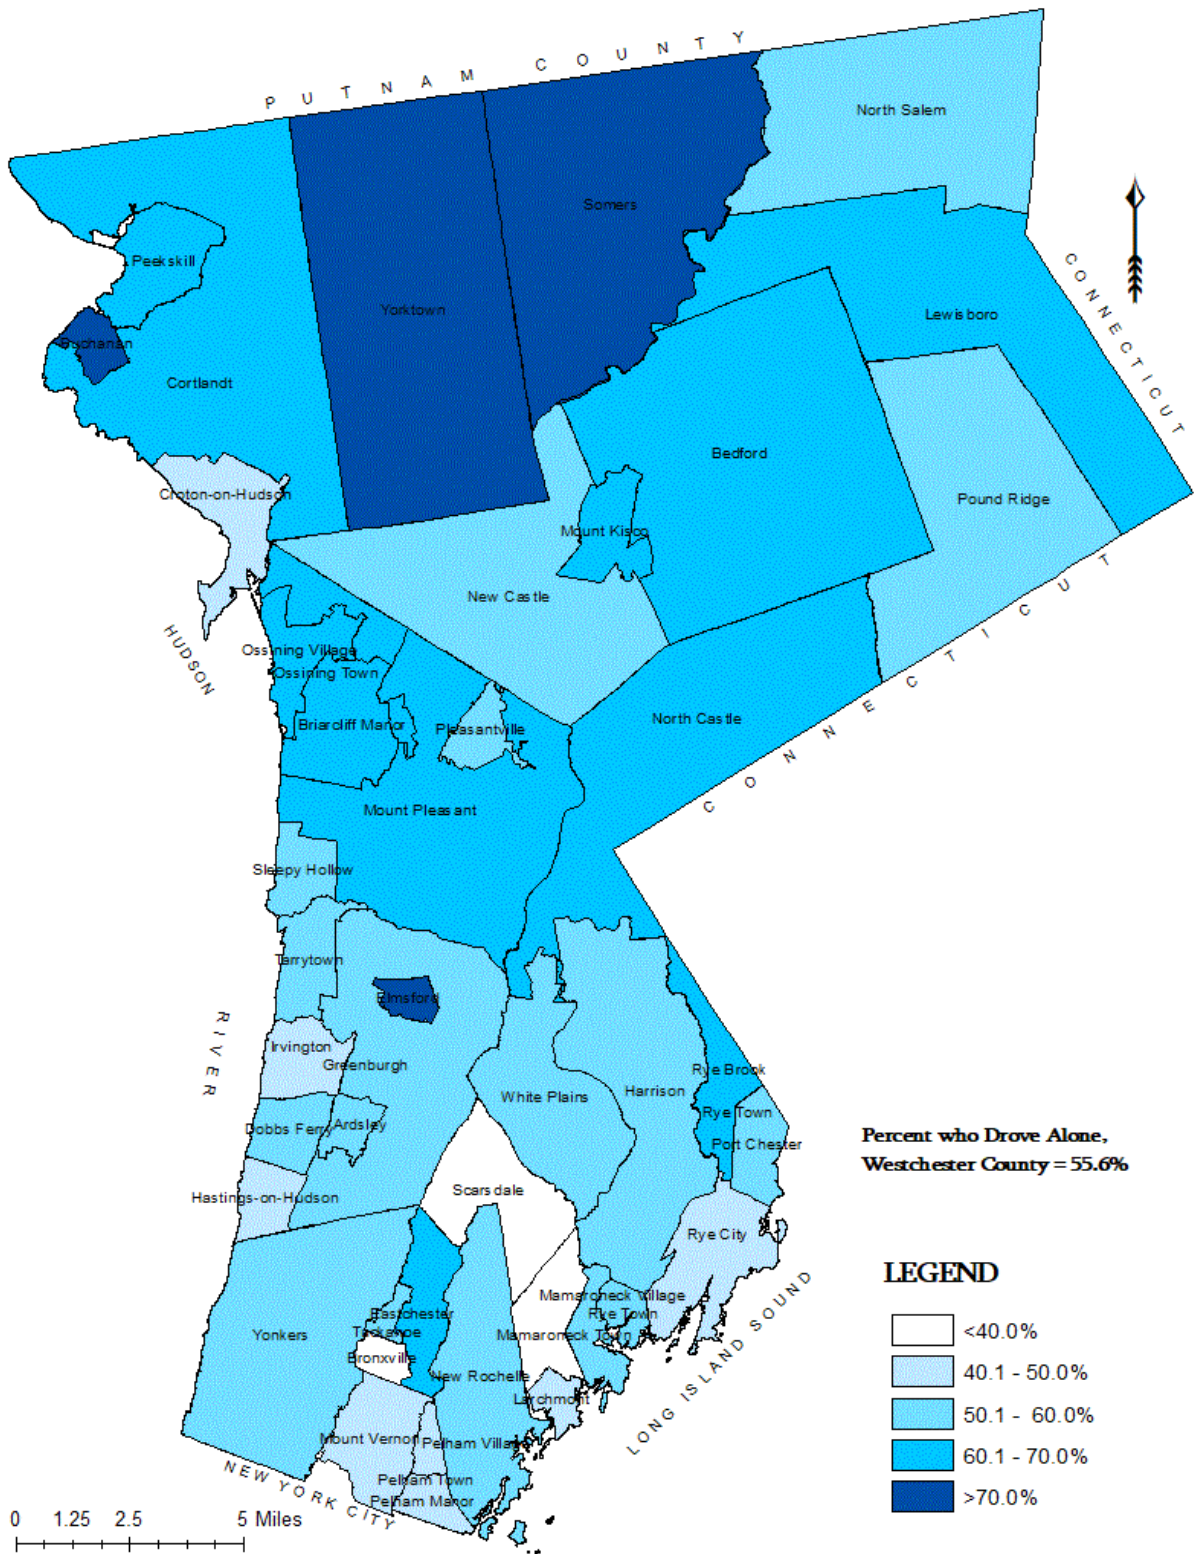 PUTNAM COUNTY
North Salem
Somers
Peekskill
Yorktown
Lewisboro
CONNECTICUT
Buchanan
Cortlandt
Bedford
Croton-on-Hudson
Pound Ridge
Mount Kisco
New Castle
CONNECTICUT
HUDSON
Ossining Village
Ossining Town
Briarcliff Manor
Pleasantville
North Castle
Mount Pleasant
Sleepy Hollow
Tarrytown
Elmsford
RIVER
Irvington
Greenburgh
Rye Brook
White Plains
Harrison
Rye Town
Dobbs Ferry
Ardsley
Port Chester
Percent who Drove Alone,
Westchester County = 55.6%
Scarsdale
Hastings-on-Hudson
Rye City
LEGEND
Mamaroneck Village
Eastchester
Rye Town
Yonkers
Tuckahoe
Mamaroneck Town
<40.0%
Bronxville
New Rochelle
40.1 - 50.0%
Larchmont
LONG ISLAND SOUND
50.1 - 60.0%
Mount Vernon
Pelham Village
60.1 - 70.0%
Pelham Town
Pelham Manor
>70.0%
NEW YORK CITY
0 1.25 2.5 5 Miles